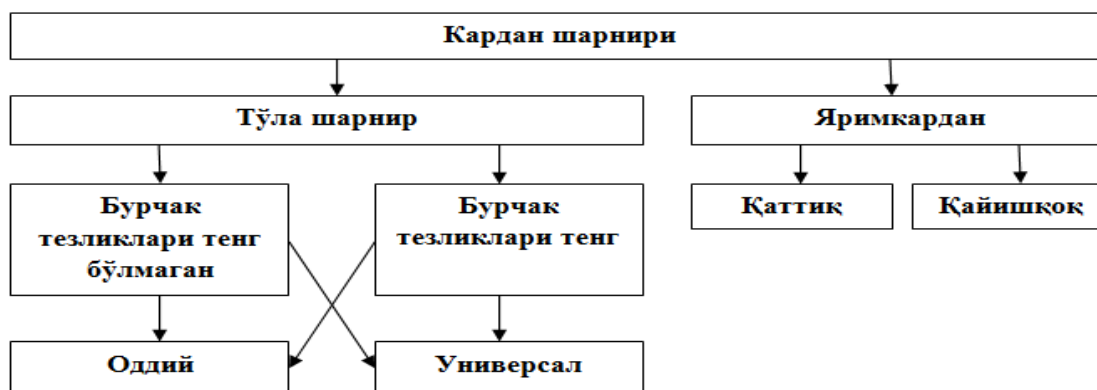 Кардан шарнири
Тўла шарнир
Яримкардан
Бурчак
тезликлари тенг
бўлмаган
Бурчак
тезликлари тенг
Қаттиқ
Қайишқоқ
Оддий
Универсал